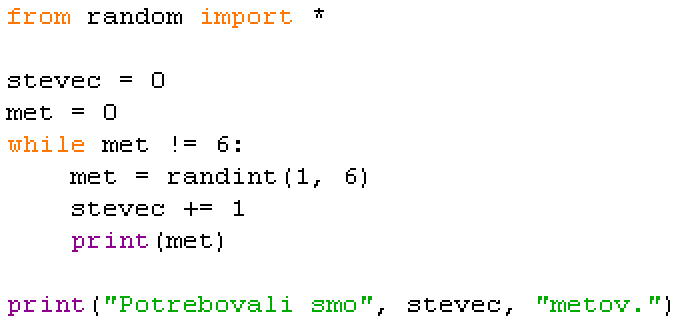 from random import *

stevec = 0
met = 0
while met != 6:
    met = randint(1, 6)
    stevec += 1
    print(met)

print("Potrebovali smo", stevec, "metov.")